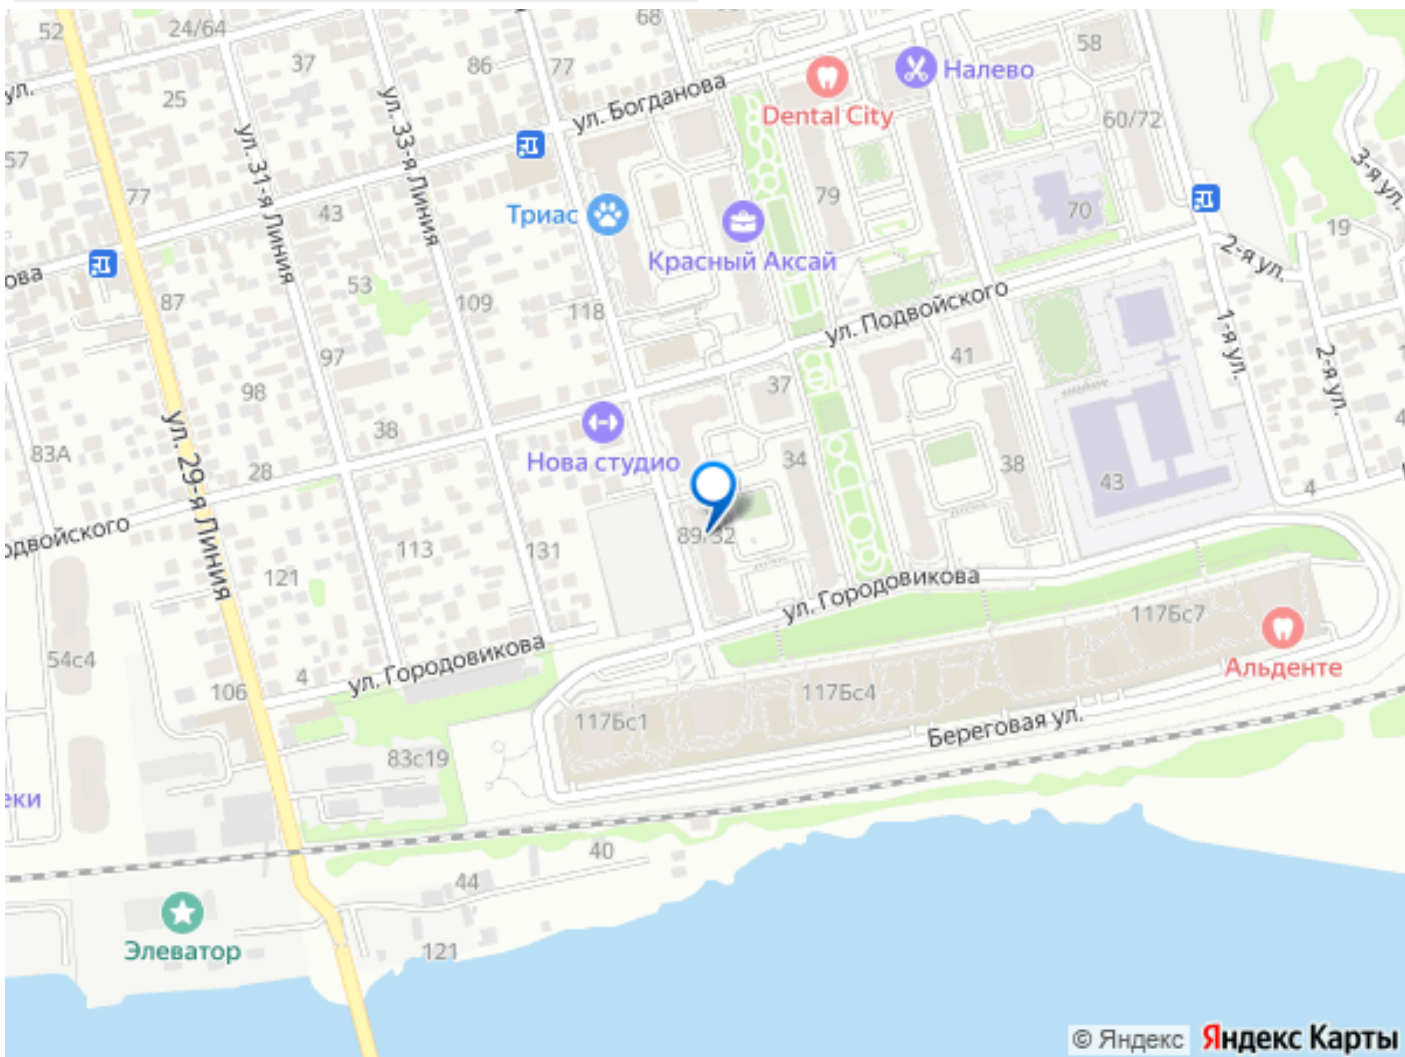 52
24/64
68
58
37
86
77
Налево
ул.
25
ул. Богданова
Dental City
60/72
57
ул. 31-я Линия
ул. 33-я Линия
3-я ул.
77
43
Триас
79
70
19
Красный Аксай
2-я ул.
ова
53
87
109
118
ул. Подвойского
1-я ул.
2-я ул.
97
41
98
37
ул. 29-я Линия
38
83А
28
Нова студио
34
38
43
4
одвойского
89/32
113
131
121
ул. Городовикова
117Бс7
54с4
ул. Городовикова
Альденте
106
4
117Бс4
117Бс1
Береговая ул.
83с19
еки
40
44
Элеватор
121
© Яндекс Яндекс Карты